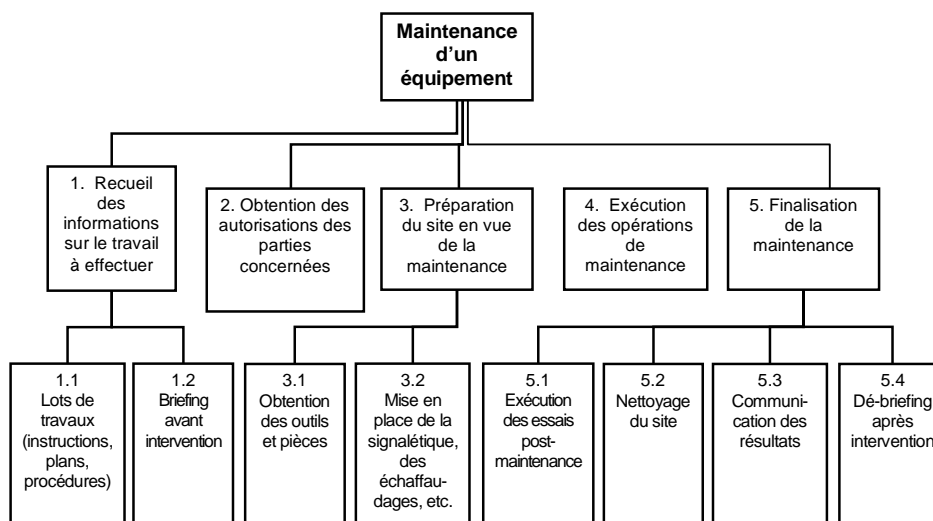 Maintenance
d'un
équipement
1. Recueil
des
informations
sur le travail
à effectuer
2. Obtention des
autorisations des
parties
concernées
3. Préparation
du site en vue
de la
maintenance
4. Exécution
des opérations
de
maintenance
5. Finalisation
de la
maintenance
1.1
Lots de
travaux
(instructions,
plans,
procédures)
1.2
Briefing
avant
intervention
3.1
Obtention
des outils
et pièces
3.2
Mise en
place de la
signalétique,
des
échaffau-
dages, etc.
5.1
Exécution
des essais
post-
maintenance
5.2
Nettoyage
du site
5.3
Communi-
cation des
résultats
5.4
Dé-briefing
après
intervention